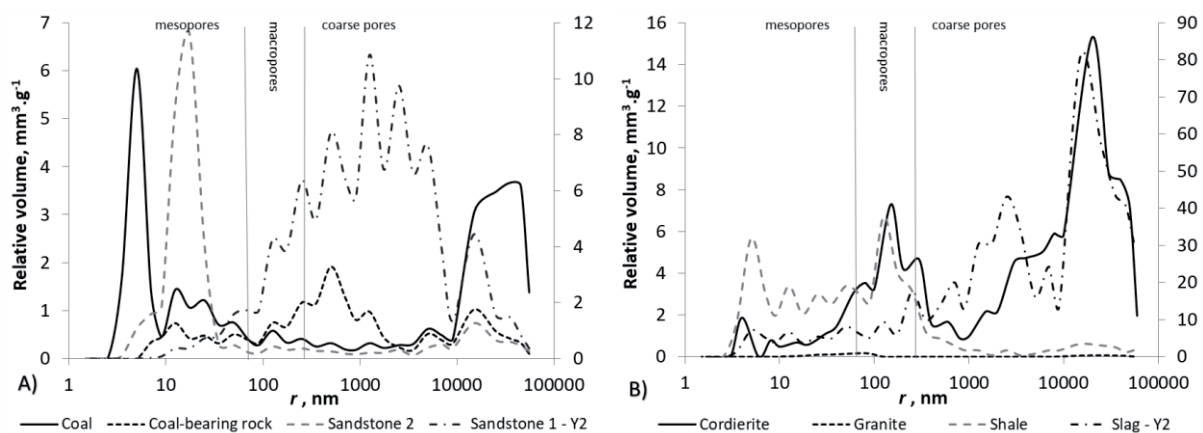 mesopores
macropores
coarse pores
Relative volume, mm³.g⁻¹
7
6
5
4
3
2
1
0
12
10
8
6
4
2
0
1 10 100 1000 10000 100000
A)
r , nm
Coal Coal-bearing rock Sandstone 2 Sandstone 1 - Y2
mesopores
macropores
coarse pores
Relative volume, mm³.g⁻¹
16
14
12
10
8
6
4
2
0
90
80
70
60
50
40
30
20
10
0
1 10 100 1000 10000 100000
B)
r , nm
Cordierite Granite Shale Slag - Y2